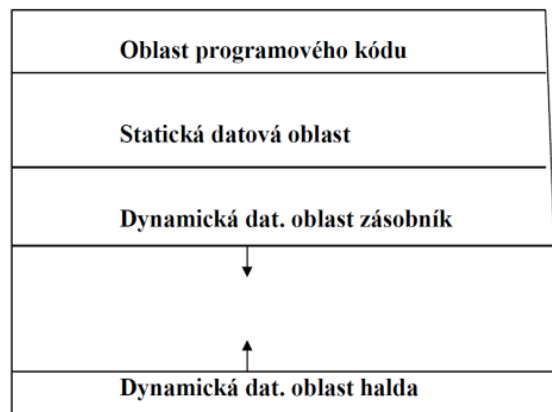 Oblast programového kódu
Statická datová oblast
Dynamická dat. oblast zásobník
Dynamická dat. oblast halda